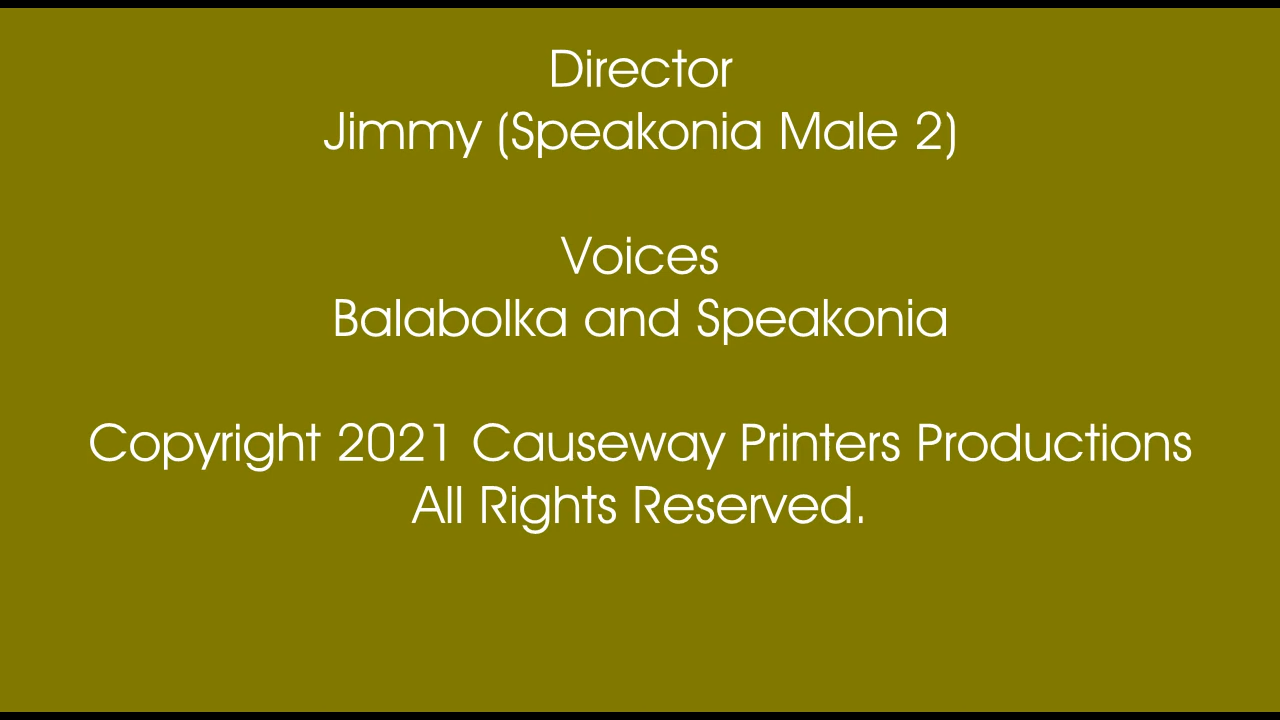 Director
Jimmy (Speakonia Male 2)
Voices
Balabolka and Speakonia
Copyright 2021 Causeway Printers Productions
All Rights Reserved.